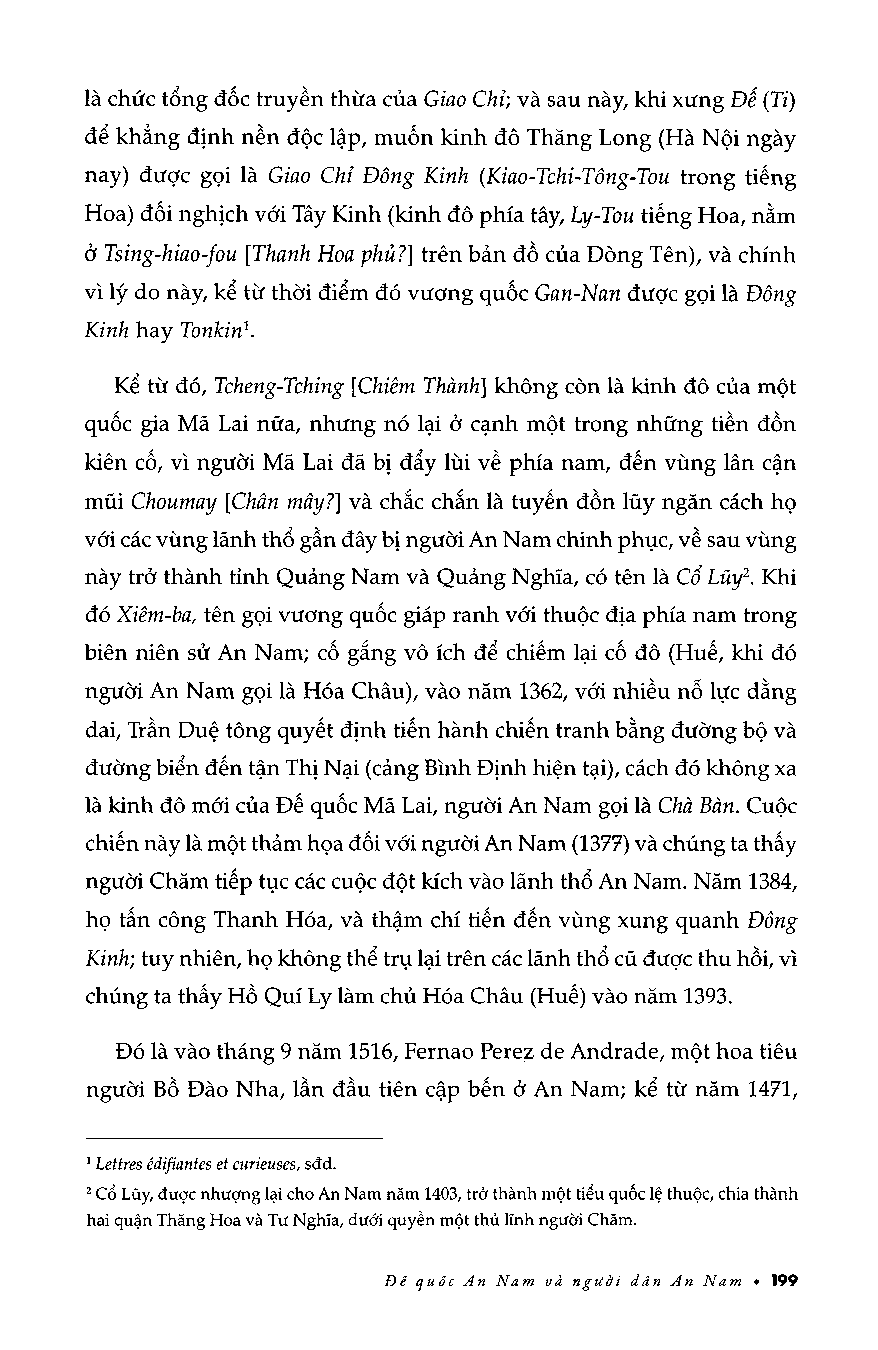 là chức tổng đốc truyền thừa của Giao Chỉ; và sau này, khi xưng Đế (Ti)
để khẳng định nền độc lập, muốn kinh đô Thăng Long (Hà Nội ngày
nay) được gọi là Giao Chỉ Đông Kinh (Kiao-Tchi-Tông-Tou trong tiếng
Hoa) đối nghịch với Tây Kinh (kinh đô phía tây, Ly-Tou tiếng Hoa, nằm
ở Tsing-hiao-fou [Thanh Hoa phủ?] trên bản đồ của Dòng Tên), và chính
vì lý do này, kể từ thời điểm đó vương quốc Gan-Nan được gọi là Đông
Kinh hay Tonkin¹.
Kể từ đó, Tcheng-Tching [Chiêm Thành] không còn là kinh đô của một
quốc gia Mã Lai nữa, nhưng nó lại ở cạnh một trong những tiền đồn
kiên cố, vì người Mã Lai đã bị đẩy lùi về phía nam, đến vùng lân cận
mũi Choumay [Chân mây?] và chắc chắn là tuyến đồn lũy ngăn cách họ
với các vùng lãnh thổ gần đây bị người An Nam chinh phục, về sau vùng
này trở thành tỉnh Quảng Nam và Quảng Nghĩa, có tên là Cổ Lũy². Khi
đó Xiêm-ba, tên gọi vương quốc giáp ranh với thuộc địa phía nam trong
biên niên sử An Nam; cố gắng vô ích để chiếm lại cố đô (Huế, khi đó
người An Nam gọi là Hóa Châu), vào năm 1362, với nhiều nỗ lực dằng
dai, Trần Duệ tông quyết định tiến hành chiến tranh bằng đường bộ và
đường biển đến tận Thị Nại (cảng Bình Định hiện tại), cách đó không xa
là kinh đô mới của Đế quốc Mã Lai, người An Nam gọi là Chà Bàn. Cuộc
chiến này là một thảm họa đối với người An Nam (1377) và chúng ta thấy
người Chăm tiếp tục các cuộc đột kích vào lãnh thổ An Nam. Năm 1384,
họ tấn công Thanh Hóa, và thậm chí tiến đến vùng xung quanh Đông
Kinh; tuy nhiên, họ không thể trụ lại trên các lãnh thổ cũ được thu hồi, vì
chúng ta thấy Hồ Quí Ly làm chủ Hóa Châu (Huế) vào năm 1393.
Đó là vào tháng 9 năm 1516, Fernao Perez de Andrade, một hoa tiêu
người Bồ Đào Nha, lần đầu tiên cập bến ở An Nam; kể từ năm 1471,
¹ Lettres édifiantes et curieuses, sđd.
² Cổ Lũy, được nhượng lại cho An Nam năm 1403, trở thành một tiểu quốc lệ thuộc, chia thành
hai quận Thăng Hoa và Tư Nghĩa, dưới quyền một thủ lĩnh người Chăm.
Đế quốc An Nam và người dân An Nam • 199